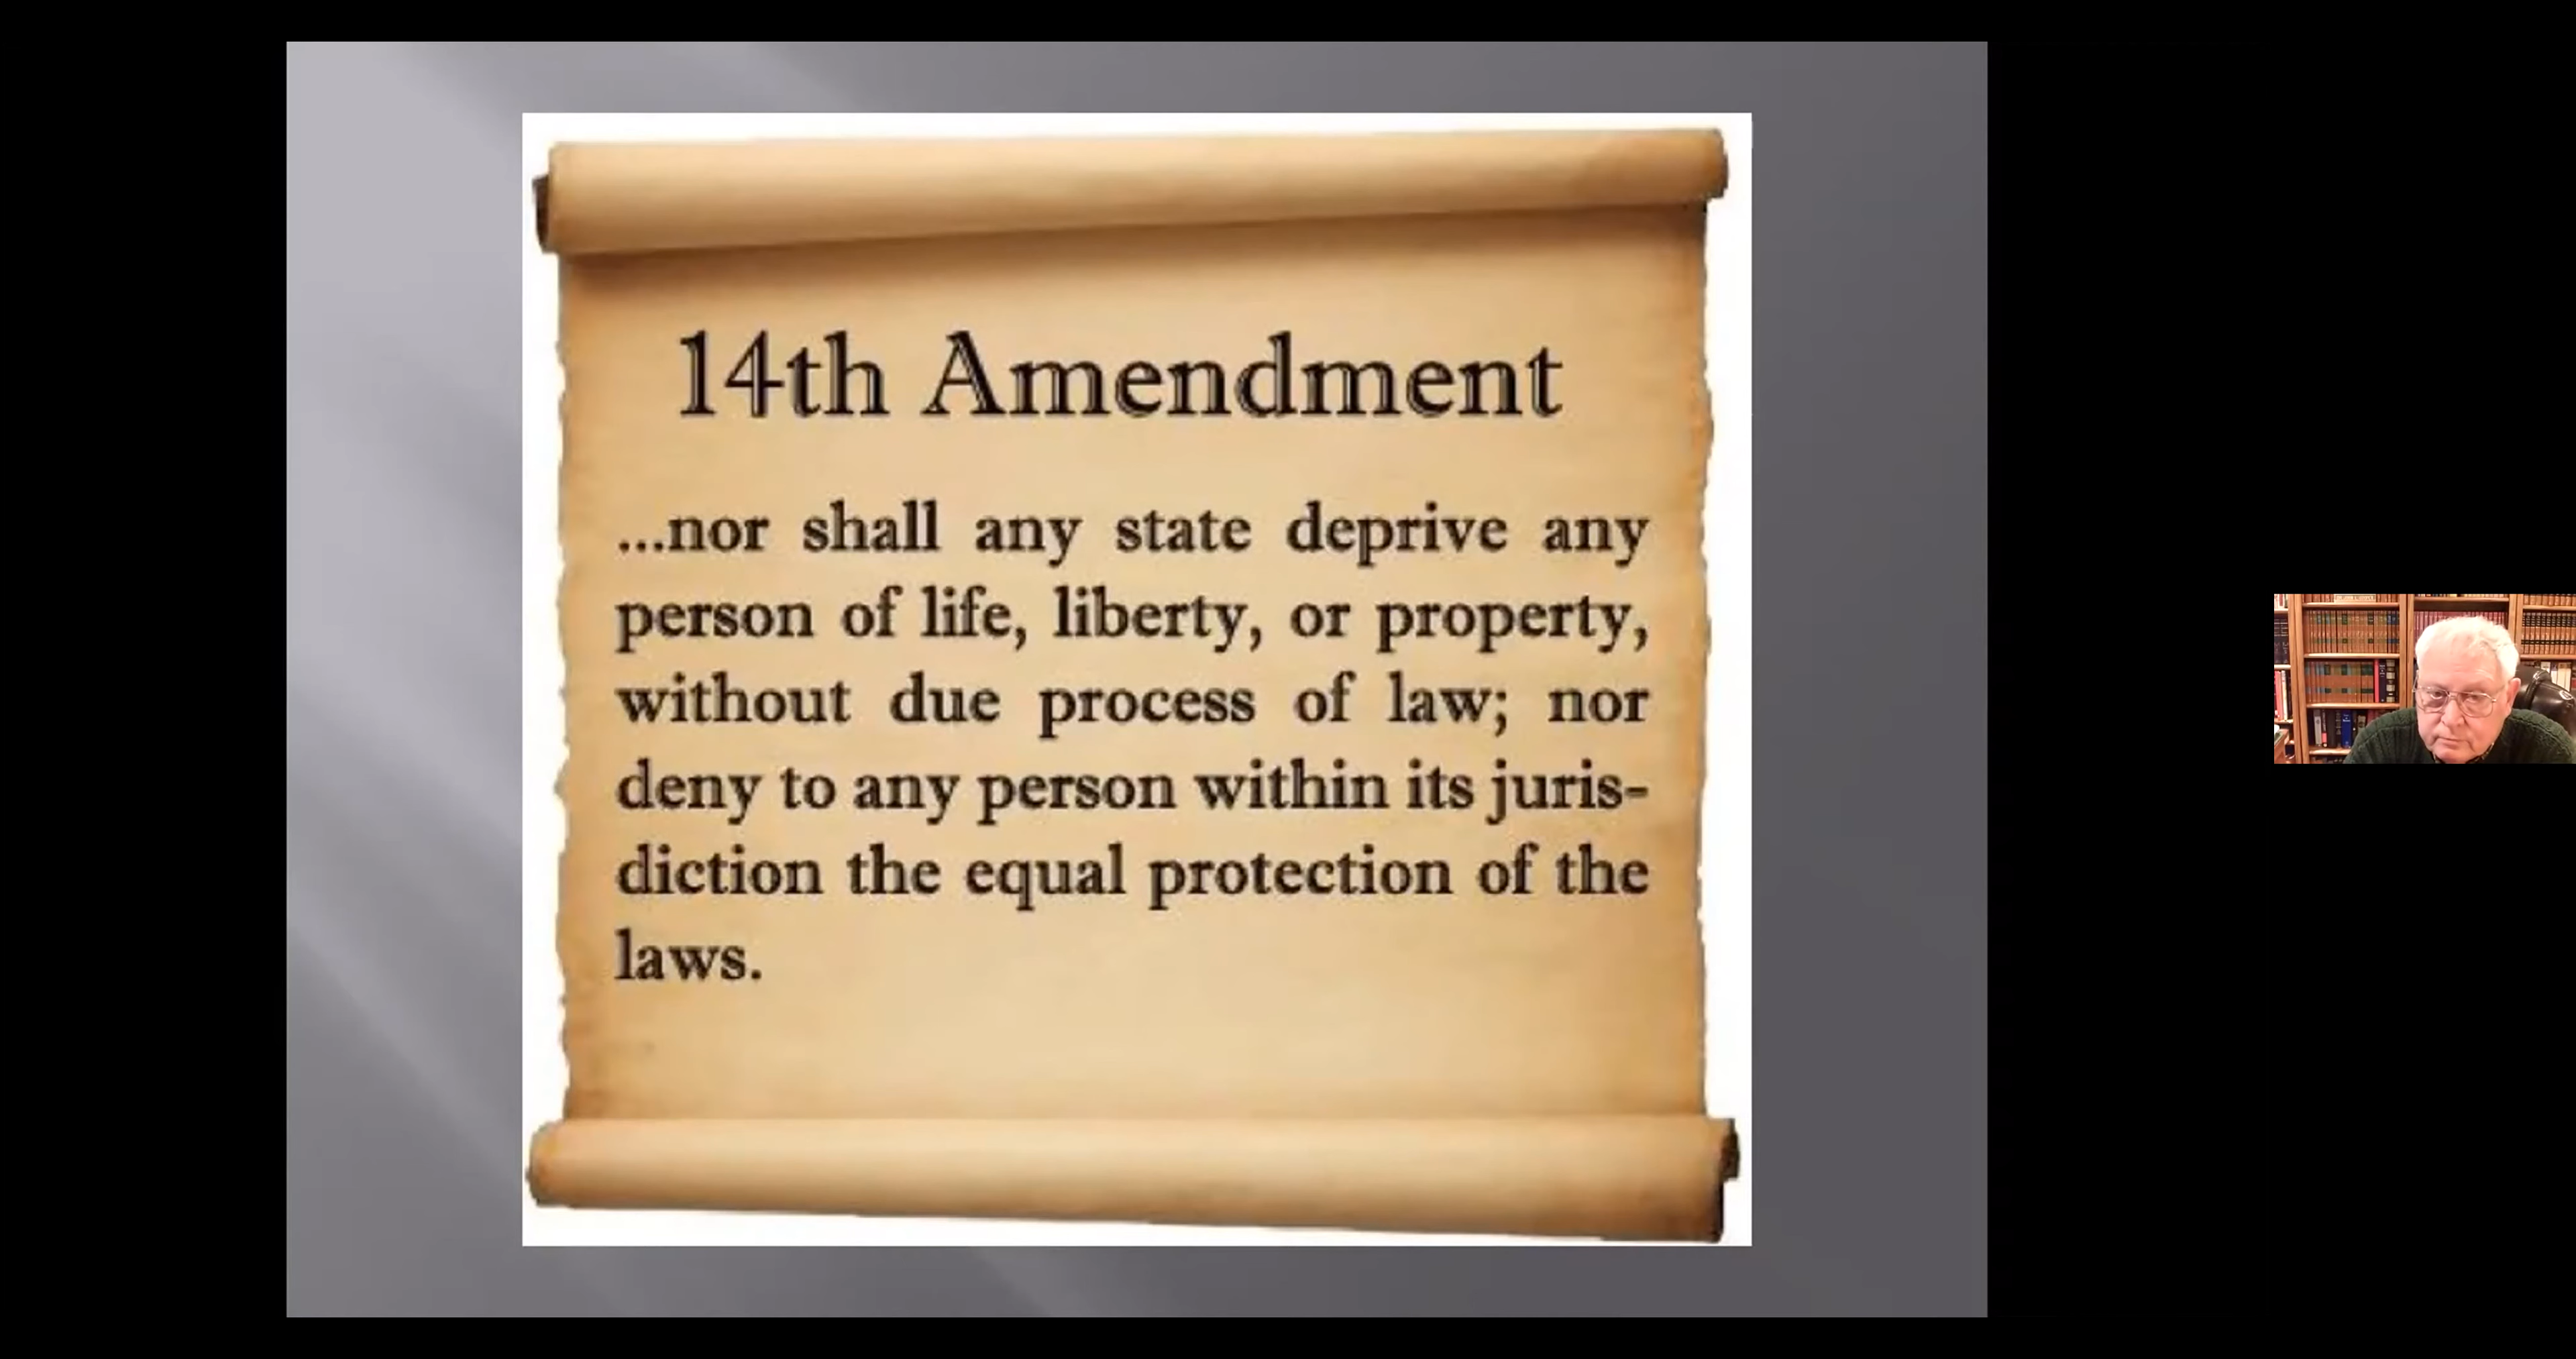 14th Amendment
...nor shall any state deprive any
person of life, liberty, or property,
without due process of law; nor
deny to any person within its juris-
diction the equal protection of the
laws.